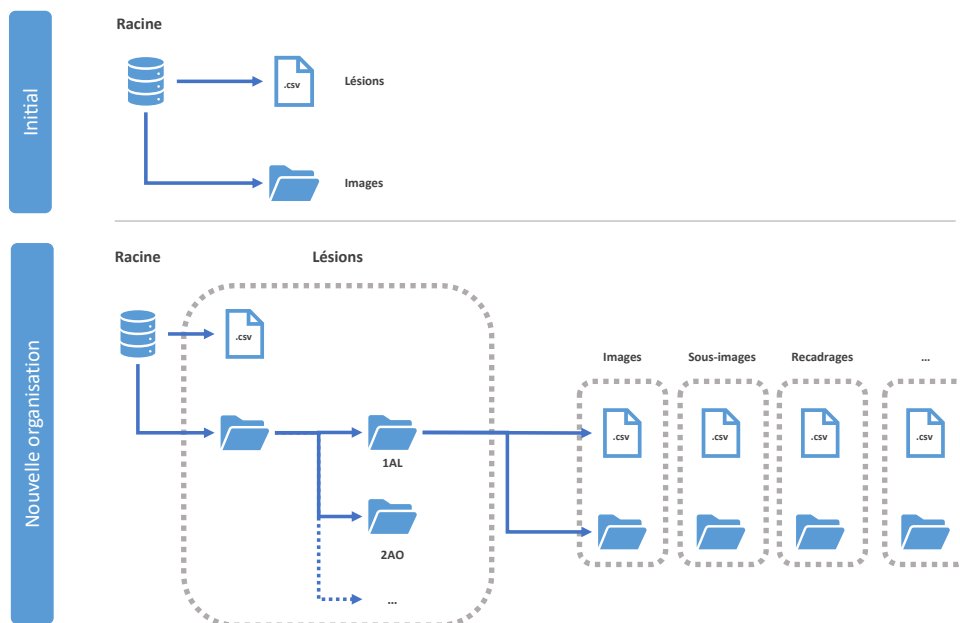 Initial
Racine
.csv
Lésions
Images
Nouvelle organisation
Racine
Lésions
.csv
1AL
2AO
...
Images
Sous-images
Recadrages
...
.csv
.csv
.csv
.csv